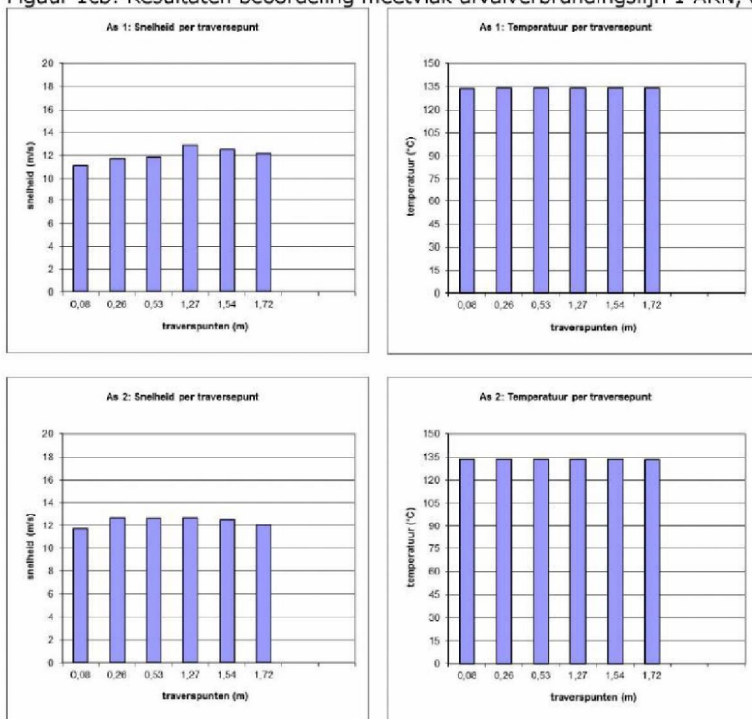 Figuur 1cb: Resultaten beoordeling meetvlak afvalverbrandingslijn 1 ARN,
As 1: Snelheid per traversepunt
20
18
16
14
12
10
8
6
4
2
0
snelheid (m/s)
0,08 0,26 0,53 1,27 1,54 1,72
traverspunten (m)
As 1: Temperatuur per traversepunt
150
135
120
105
90
75
60
45
30
15
0
temperatuur (°C)
0,08 0,26 0,53 1,27 1,54 1,72
traverspunten (m)
As 2: Snelheid per traversepunt
20
18
16
14
12
10
8
6
4
2
0
snelheid (m/s)
0,08 0,26 0,53 1,27 1,54 1,72
traverspunten (m)
As 2: Temperatuur per traversepunt
150
135
120
105
90
75
60
45
30
15
0
temperatuur (°C)
0,08 0,26 0,53 1,27 1,54 1,72
traverspunten (m)